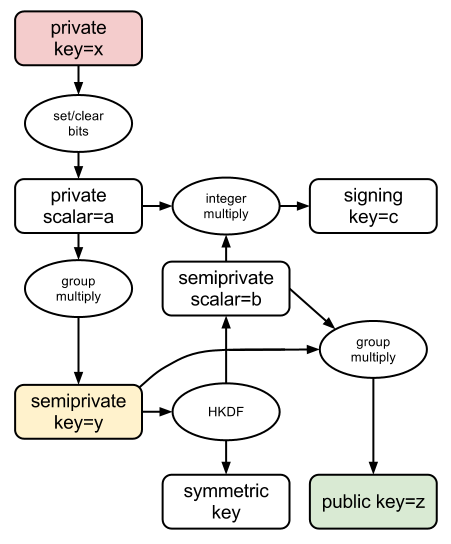 private
key=x
set/clear
bits
private
scalar=a
integer
multiply
signing
key=c
group
multiply
semiprivate
scalar=b
group
multiply
semiprivate
key=y
HKDF
symmetric
key
public key=z